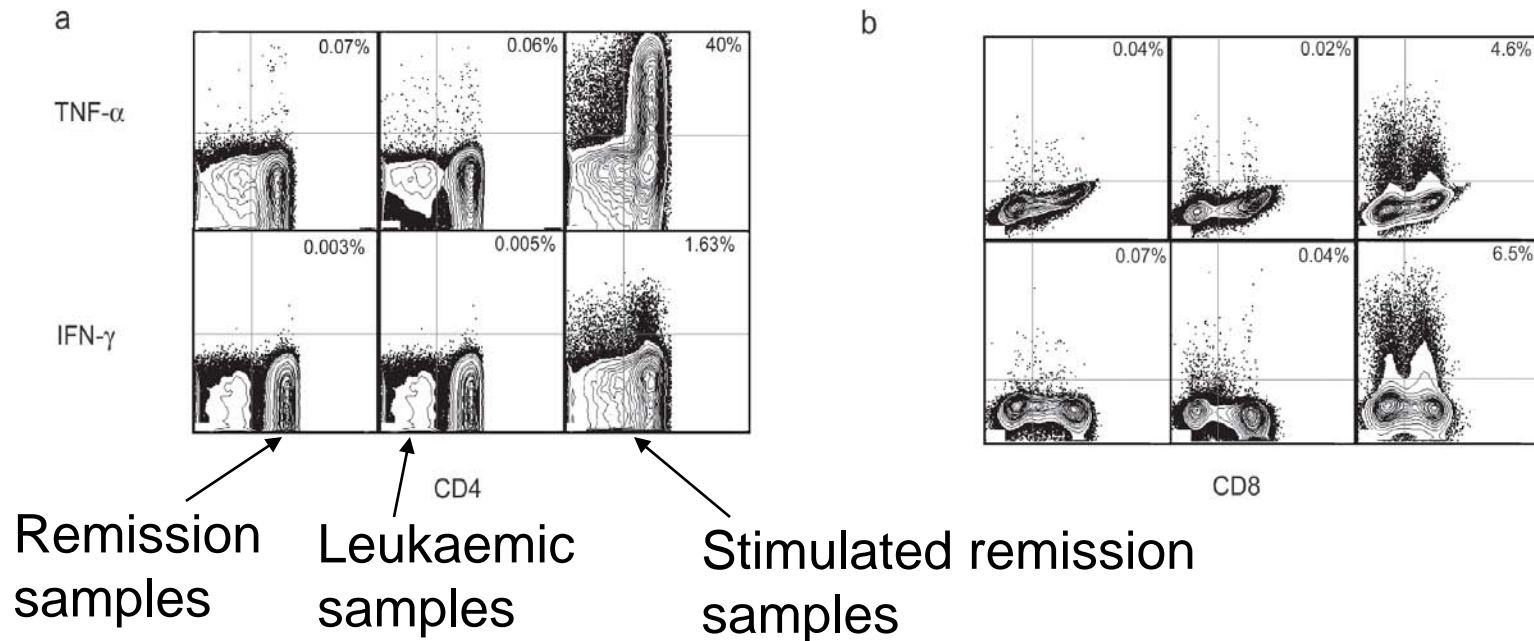 a
b
TNF-α
0.07%
0.06%
40%
0.04%
0.02%
4.6%
IFN-γ
0.003%
0.005%
1.63%
0.07%
0.04%
6.5%
CD4
CD8
Remission
samples
Leukaemic
samples
Stimulated remission
samples